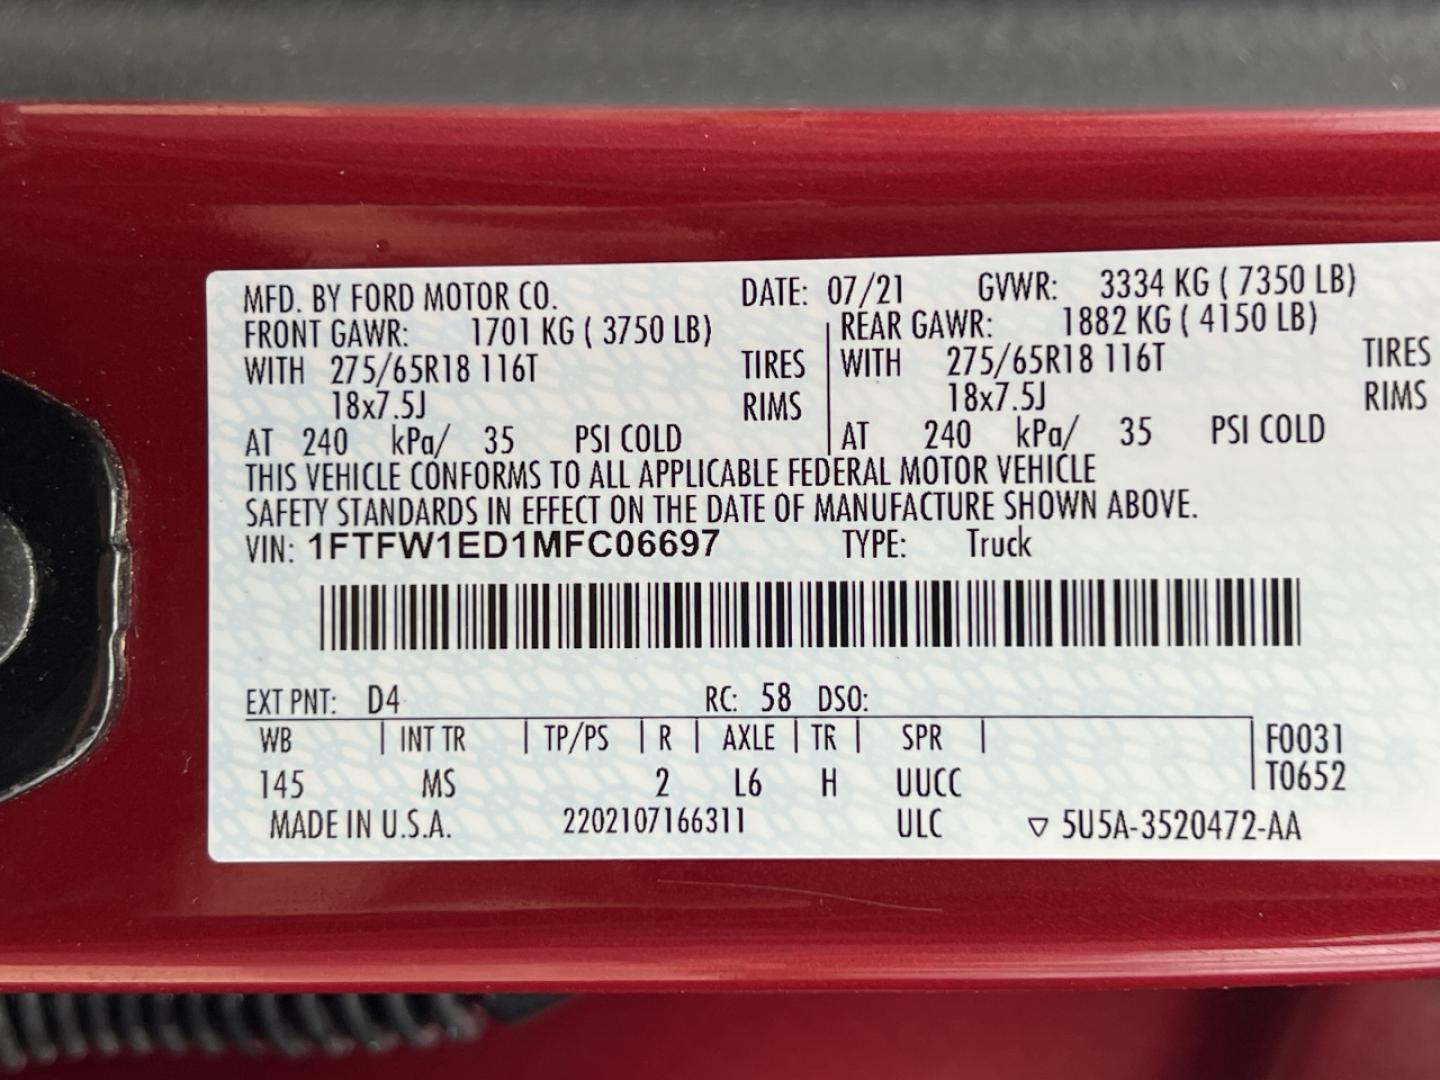 MFD. BY FORD MOTOR CO. DATE: 07/21 GVWR: 3334 KG ( 7350 LB)
FRONT GAWR: 1701 KG ( 3750 LB) REAR GAWR: 1882 KG ( 4150 LB)
WITH 275/65R18 116T TIRES WITH 275/65R18 116T TIRES
18x7.5J RIMS 18x7.5J RIMS
AT 240 kPa/ 35 PSI COLD AT 240 kPa/ 35 PSI COLD
THIS VEHICLE CONFORMS TO ALL APPLICABLE FEDERAL MOTOR VEHICLE
SAFETY STANDARDS IN EFFECT ON THE DATE OF MANUFACTURE SHOWN ABOVE.
VIN: 1FTFW1ED1MFC06697 TYPE: Truck
EXT PNT: D4 RC: 58 DSO:
WB | INT TR | TP/PS | R | AXLE | TR | SPR | F0031
145 MS 2 L6 H UUCC T0652
MADE IN U.S.A. 2202107166311 ULC ▽ 5U5A-3520472-AA